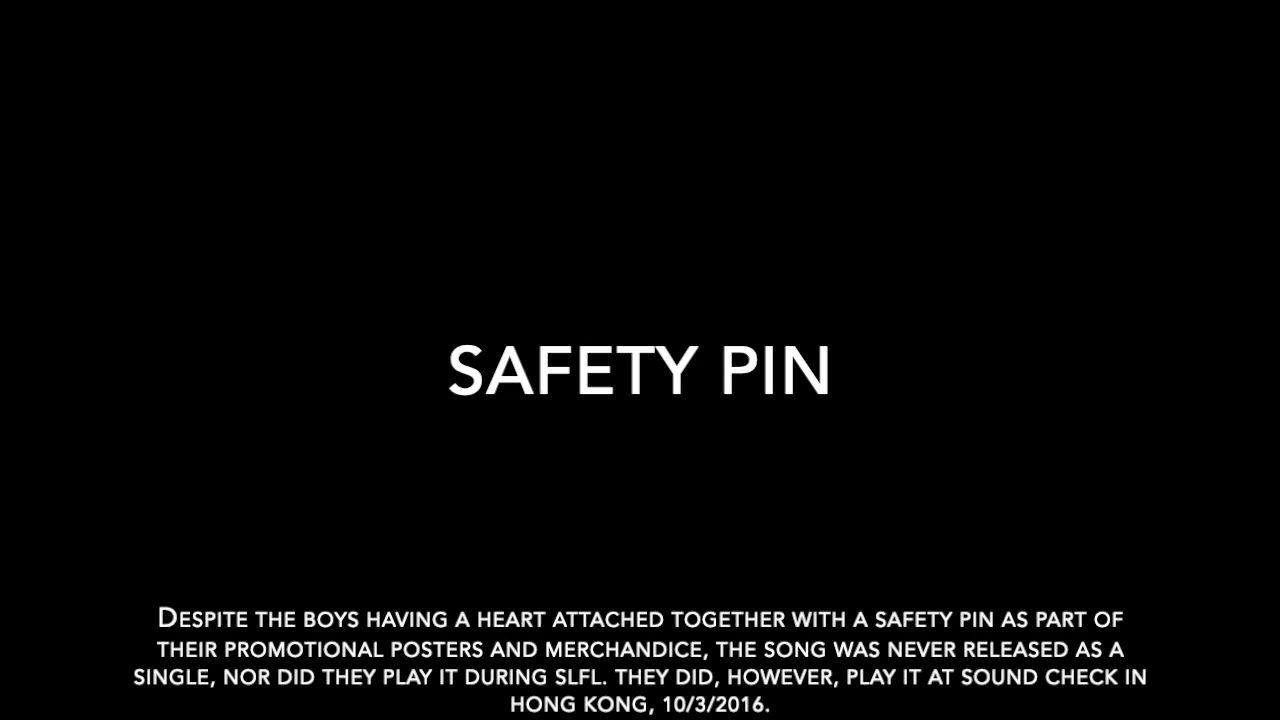 SAFETY PIN
DESPITE THE BOYS HAVING A HEART ATTACHED TOGETHER WITH A SAFETY PIN AS PART OF
THEIR PROMOTIONAL POSTERS AND MERCHANDICE, THE SONG WAS NEVER RELEASED AS A
SINGLE, NOR DID THEY PLAY IT DURING SLFL. THEY DID, HOWEVER, PLAY IT AT SOUND CHECK IN
HONG KONG, 10/3/2016.